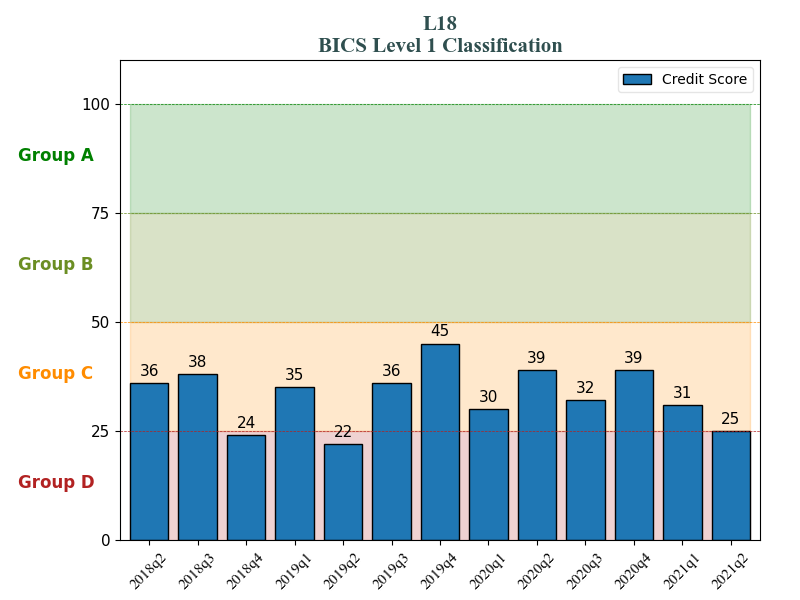 L18
BICS Level 1 Classification
Credit Score
100
Group A
75
Group B
50
Group C
25
Group D
0
36
38
24
35
22
36
45
30
39
32
39
31
25
2018q2
2018q3
2018q4
2019q1
2019q2
2019q3
2019q4
2020q1
2020q2
2020q3
2020q4
2021q1
2021q2